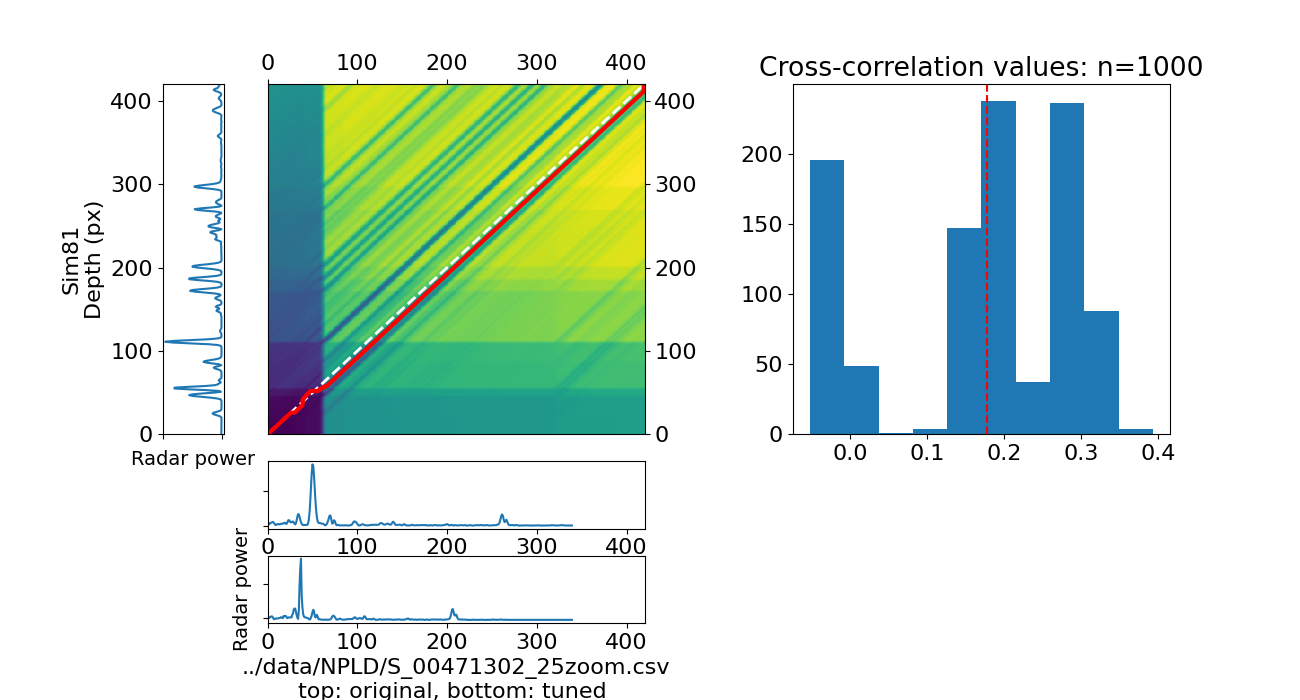 0 100 200 300 400
Cross-correlation values: n=1000
400
300
200
100
0
Sim81
Depth (px)
Radar power
400
300
200
100
0
200
150
100
50
0
0.0 0.1 0.2 0.3 0.4
0 100 200 300 400
Radar power
0 100 200 300 400
../data/NPLD/S_00471302_25zoom.csv
top: original, bottom: tuned